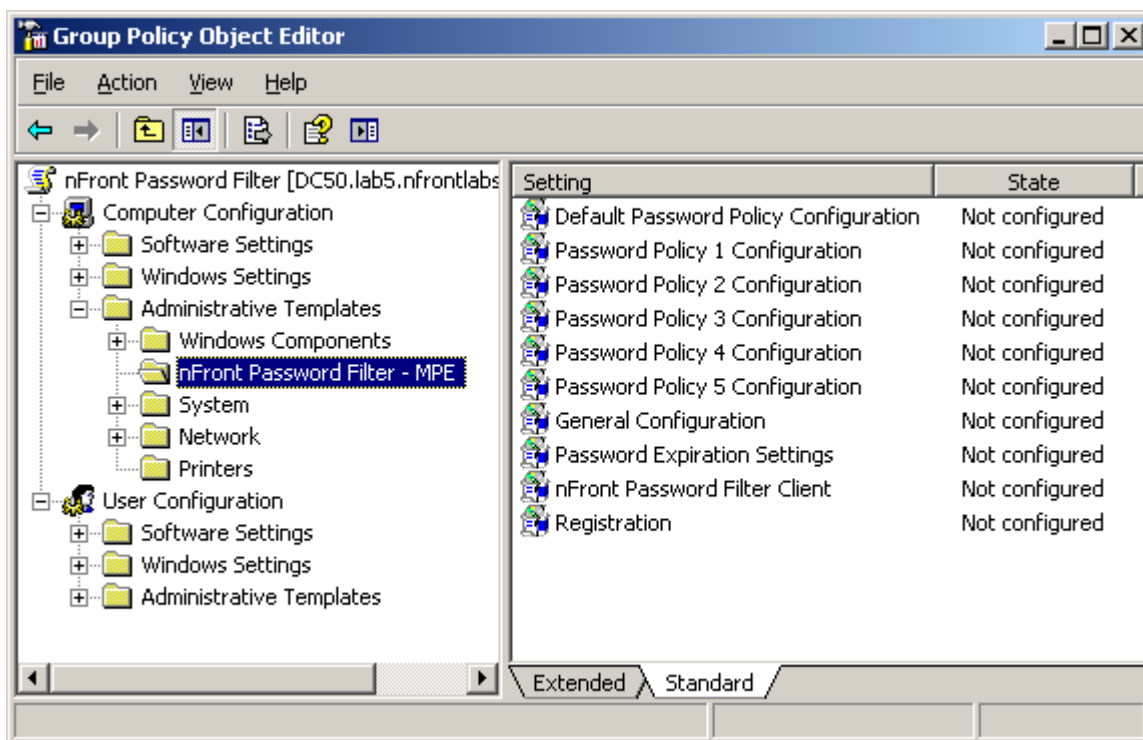 Group Policy Object Editor
File Action View Help
nFront Password Filter [DC50.lab5.nfrontlabs
Computer Configuration
Software Settings
Windows Settings
Administrative Templates
Windows Components
nFront Password Filter - MPE
System
Network
Printers
User Configuration
Software Settings
Windows Settings
Administrative Templates
Setting State
Default Password Policy Configuration Not configured
Password Policy 1 Configuration Not configured
Password Policy 2 Configuration Not configured
Password Policy 3 Configuration Not configured
Password Policy 4 Configuration Not configured
Password Policy 5 Configuration Not configured
General Configuration Not configured
Password Expiration Settings Not configured
nFront Password Filter Client Not configured
Registration Not configured
Extended Standard